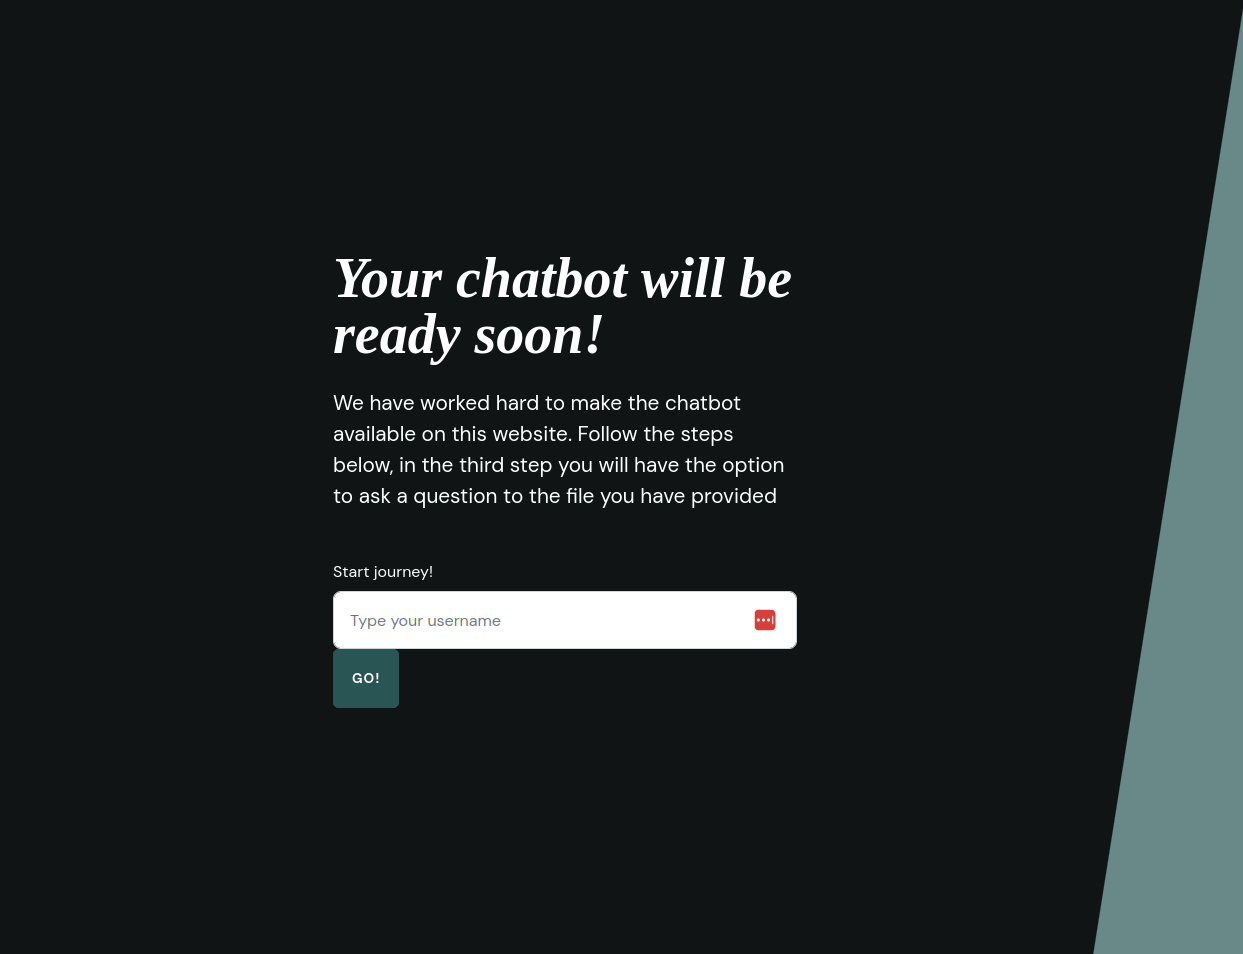 Your chatbot will be
ready soon!
We have worked hard to make the chatbot
available on this website. Follow the steps
below, in the third step you will have the option
to ask a question to the file you have provided
Start journey!
Type your username
GO!